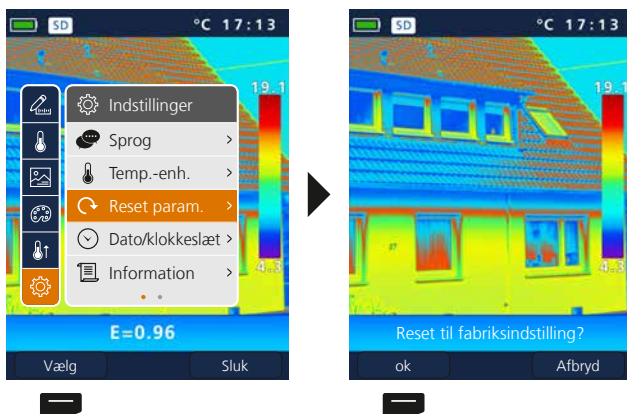 SD °C 17:13
19.1
Indstillinger
Sprog
Temp.-enh.
Reset param.
Dato/klokkeslæt
Information
4.3
E=0.96
Vælg Sluk
SD °C 17:13
19.1
4.3
Reset til fabriksindstilling?
ok Afbryd